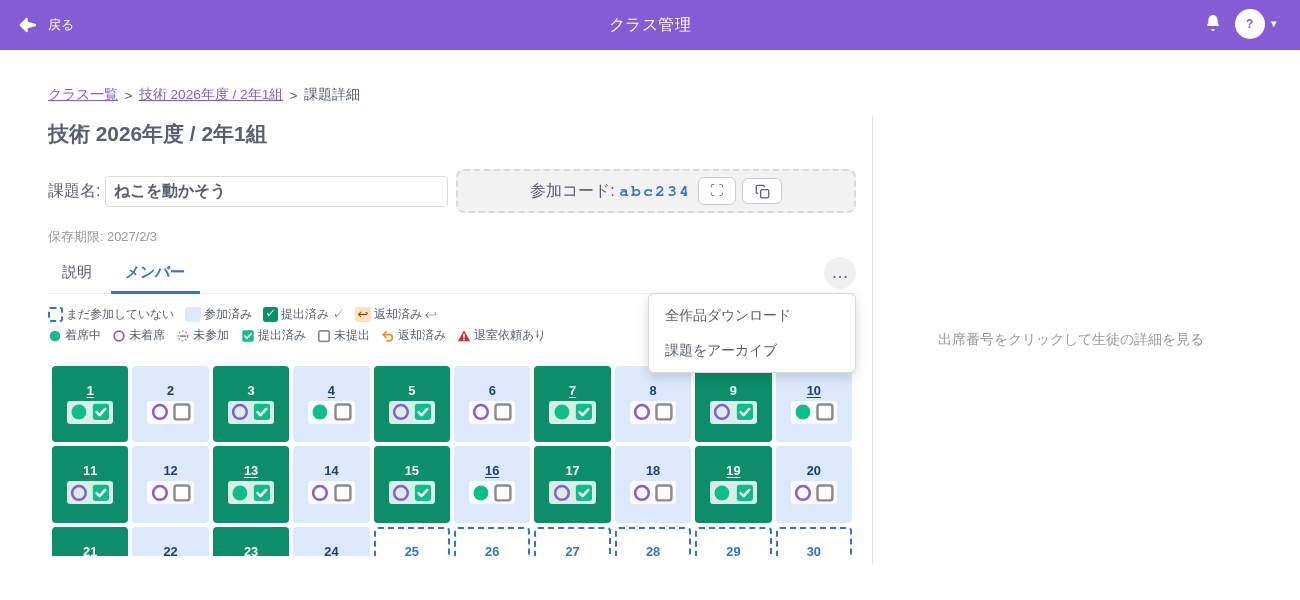 戻る
クラス管理
?
クラス一覧 > 技術 2026年度 / 2年1組 > 課題詳細
技術 2026年度 / 2年1組
課題名: ねこを動かそう
参加コード: abc234
保存期限: 2027/2/3
説明 メンバー
…
まだ参加していない 参加済み 提出済み ✓ 返却済み ↩
着席中 未着席 未参加 提出済み 未提出 返却済み 退室依頼あり
全作品ダウンロード
課題をアーカイブ
出席番号をクリックして生徒の詳細を見る
1 2 3 4 5 6 7 8 9 10
11 12 13 14 15 16 17 18 19 20
21 22 23 24 25 26 27 28 29 30